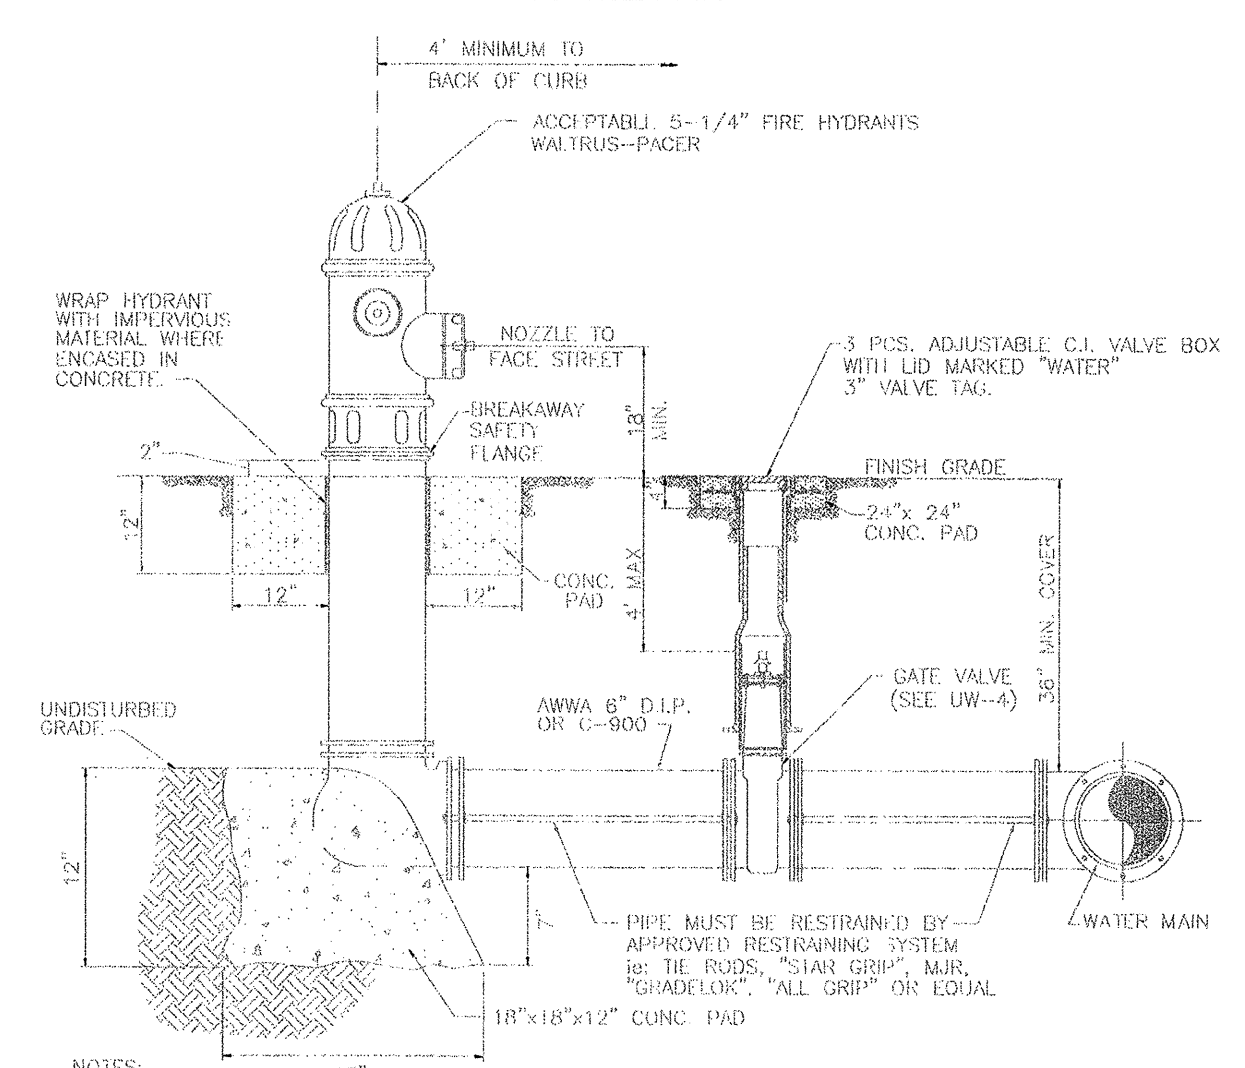 4' MINIMUM TO
BACK OF CURB
ACCEPTABLE 5-1/4" FIRE HYDRANTS
WALTRUS--PACER
WRAP HYDRANT
WITH IMPERVIOUS
MATERIAL WHERE
ENCASED IN
CONCRETE.
NOZZLE TO
FACE STREET
3 PCS. ADJUSTABLE C.I. VALVE BOX
WITH LID MARKED "WATER"
3" VALVE TAG.
18"
MIN.
BREAKAWAY
SAFETY
FLANGE
2"
FINISH GRADE
4"
24"x 24"
CONC. PAD
12"
CONC.
PAD
12"
12"
4' MAX
36" MIN. COVER
GATE VALVE
(SEE UW-4)
UNDISTURBED
GRADE
AWWA 6" D.I.P.
OR C-900
12"
7"
PIPE MUST BE RESTRAINED BY
APPROVED RESTRAINING SYSTEM
ie: TIE RODS, "STAR GRIP", MJR,
"GRADELOK", "ALL GRIP" OR EQUAL
WATER MAIN
18"x18"x12" CONC. PAD
NOTES: